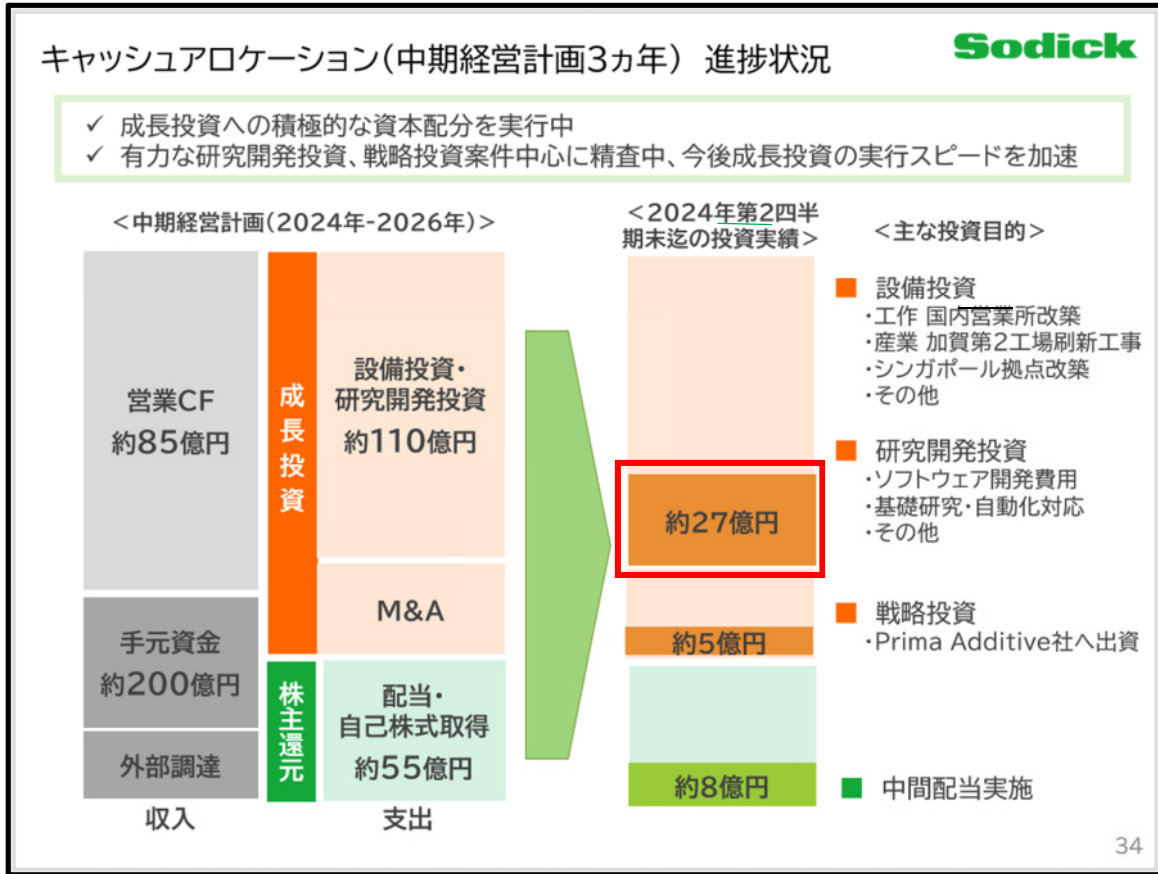 キャッシュアロケーション(中期経営計画3ヵ年) 進捗状況
Sodick
✓ 成長投資への積極的な資本配分を実行中
✓ 有力な研究開発投資、戦略投資案件中心に精査中、今後成長投資の実行スピードを加速
<中期経営計画(2024年-2026年)>
営業CF
約85億円
手元資金
約200億円
外部調達
収入
成長投資
株主還元
設備投資・
研究開発投資
約110億円
M&A
配当・
自己株式取得
約55億円
支出
<2024年第2四半
期末迄の投資実績>
約27億円
約5億円
約8億円
<主な投資目的>
設備投資
・工作 国内営業所改築
・産業 加賀第2工場刷新工事
・シンガポール拠点改築
・その他
研究開発投資
・ソフトウェア開発費用
・基礎研究・自動化対応
・その他
戦略投資
・Prima Additive社へ出資
中間配当実施
34